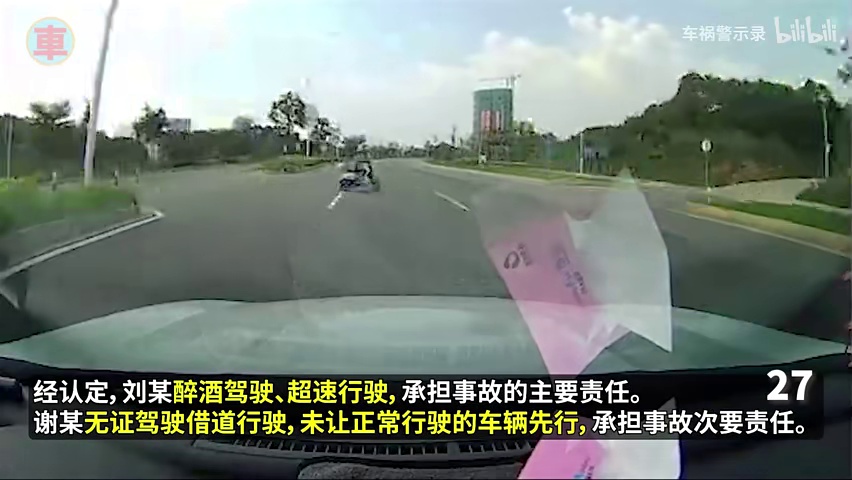 車
车祸警示录 bilibili
27
经认定,刘某醉酒驾驶、超速行驶,承担事故的主要责任。
谢某无证驾驶借道行驶,未让正常行驶的车辆先行,承担事故次要责任。